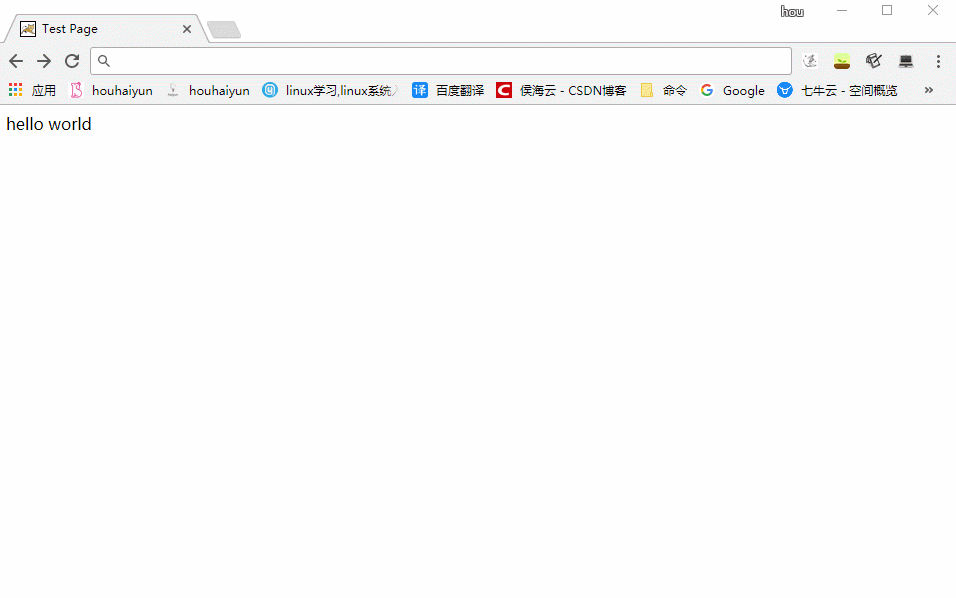 hou
Test Page
应用 houhaiyun houhaiyun linux学习,linux系统 译 百度翻译 C 侯海云 - CSDN博客 命令 G Google 七牛云 - 空间概览 »
hello world